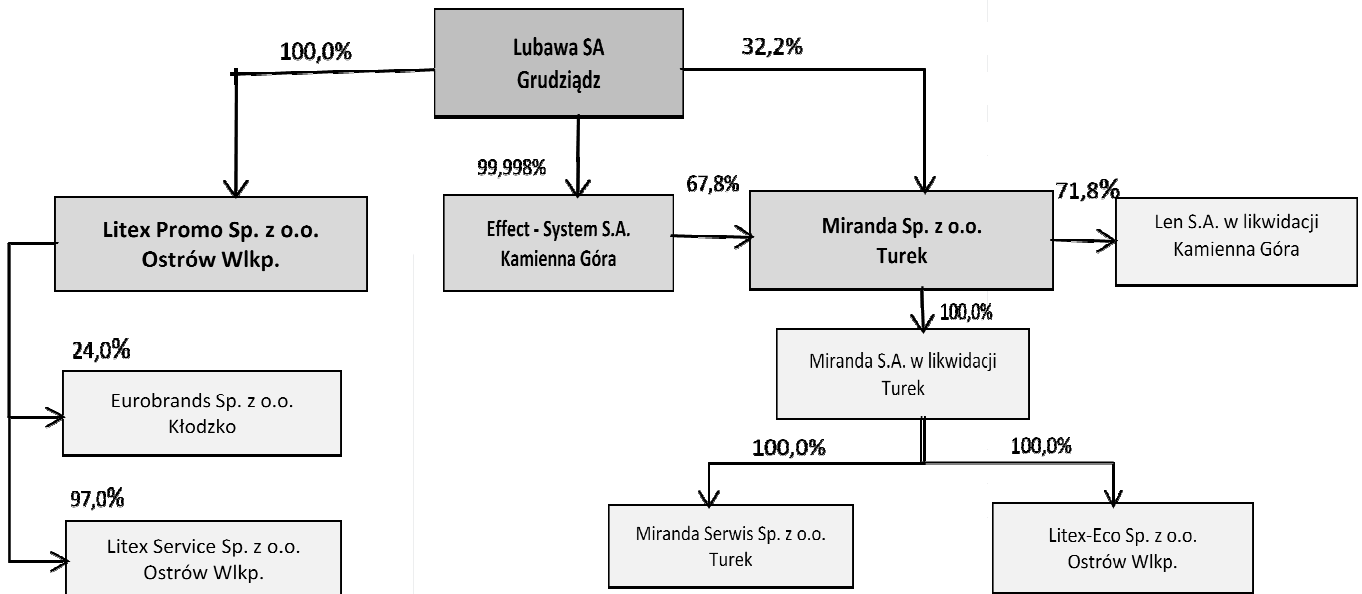 Lubawa SA
Grudziądz
100,0%
32,2%
99,998%
67,8%
71,8%
Litex Promo Sp. z o.o.
Ostrów Wlkp.
Effect - System S.A.
Kamienna Góra
Miranda Sp. z o.o.
Turek
Len S.A. w likwidacji
Kamienna Góra
100,0%
Miranda S.A. w likwidacji
Turek
24,0%
Eurobrands Sp. z o.o.
Kłodzko
100,0%
100,0%
97,0%
Litex Service Sp. z o.o.
Ostrów Wlkp.
Miranda Serwis Sp. z o.o.
Turek
Litex-Eco Sp. z o.o.
Ostrów Wlkp.